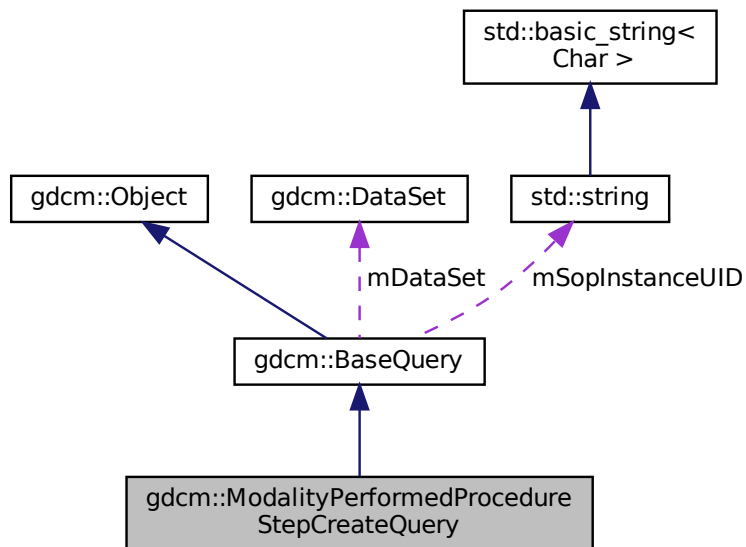 std::basic_string<
Char >
gdcm::Object
gdcm::DataSet
std::string
mDataSet
mSopInstanceUID
gdcm::BaseQuery
gdcm::ModalityPerformedProcedure
StepCreateQuery